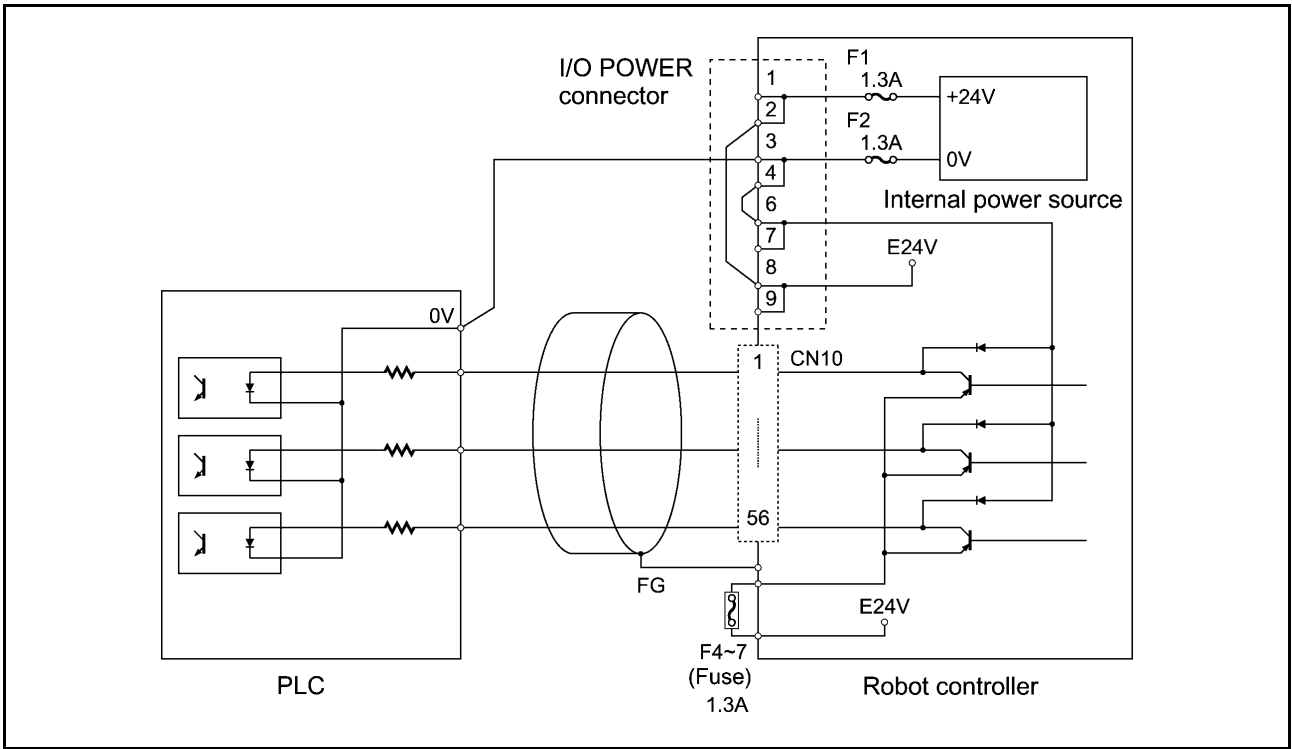 I/O POWER
connector
1
2
3
4
6
7
8
9
F1
1.3A
+24V
F2
1.3A
0V
Internal power source
E24V
0V
1
CN10
56
FG
E24V
F4~7
(Fuse)
1.3A
PLC
Robot controller